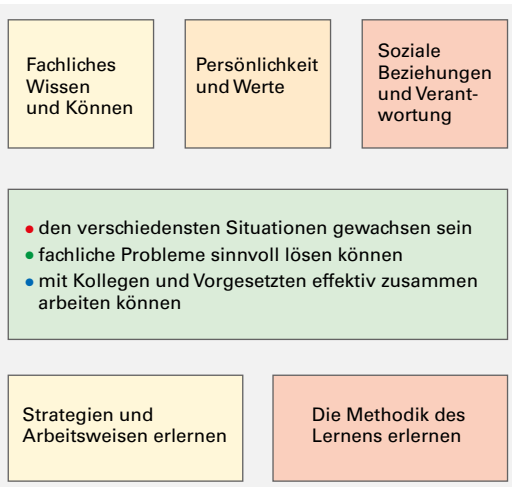 Fachliches
Wissen
und Können
Persönlichkeit
und Werte
Soziale
Beziehungen
und Verant-
wortung
• den verschiedensten Situationen gewachsen sein
• fachliche Probleme sinnvoll lösen können
• mit Kollegen und Vorgesetzten effektiv zusammen
arbeiten können
Strategien und
Arbeitsweisen erlernen
Die Methodik des
Lernens erlernen